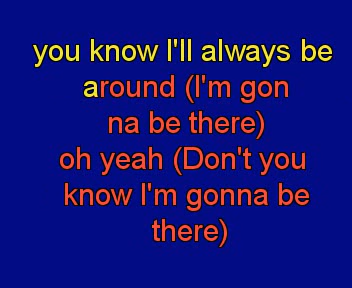 you know I'll always be
around (I'm gon
na be there)
oh yeah (Don't you
know I'm gonna be
there)